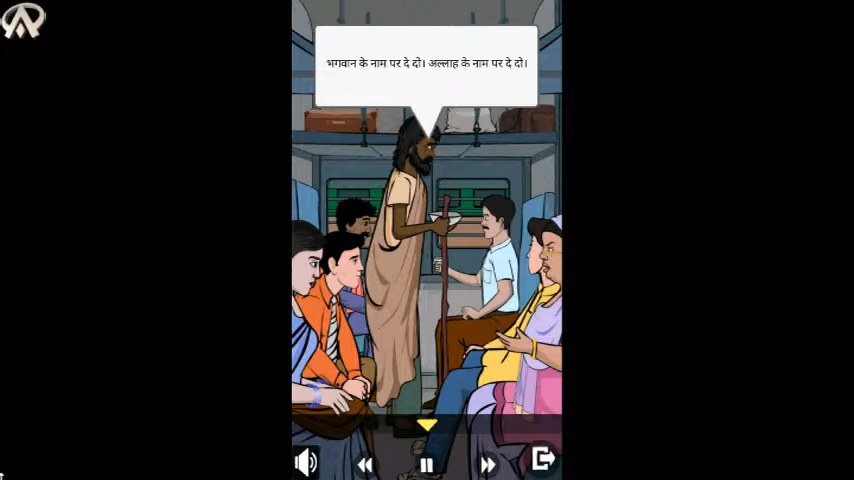 भगवान के नाम पर दे दो। अल्लाह के नाम पर दे दो।